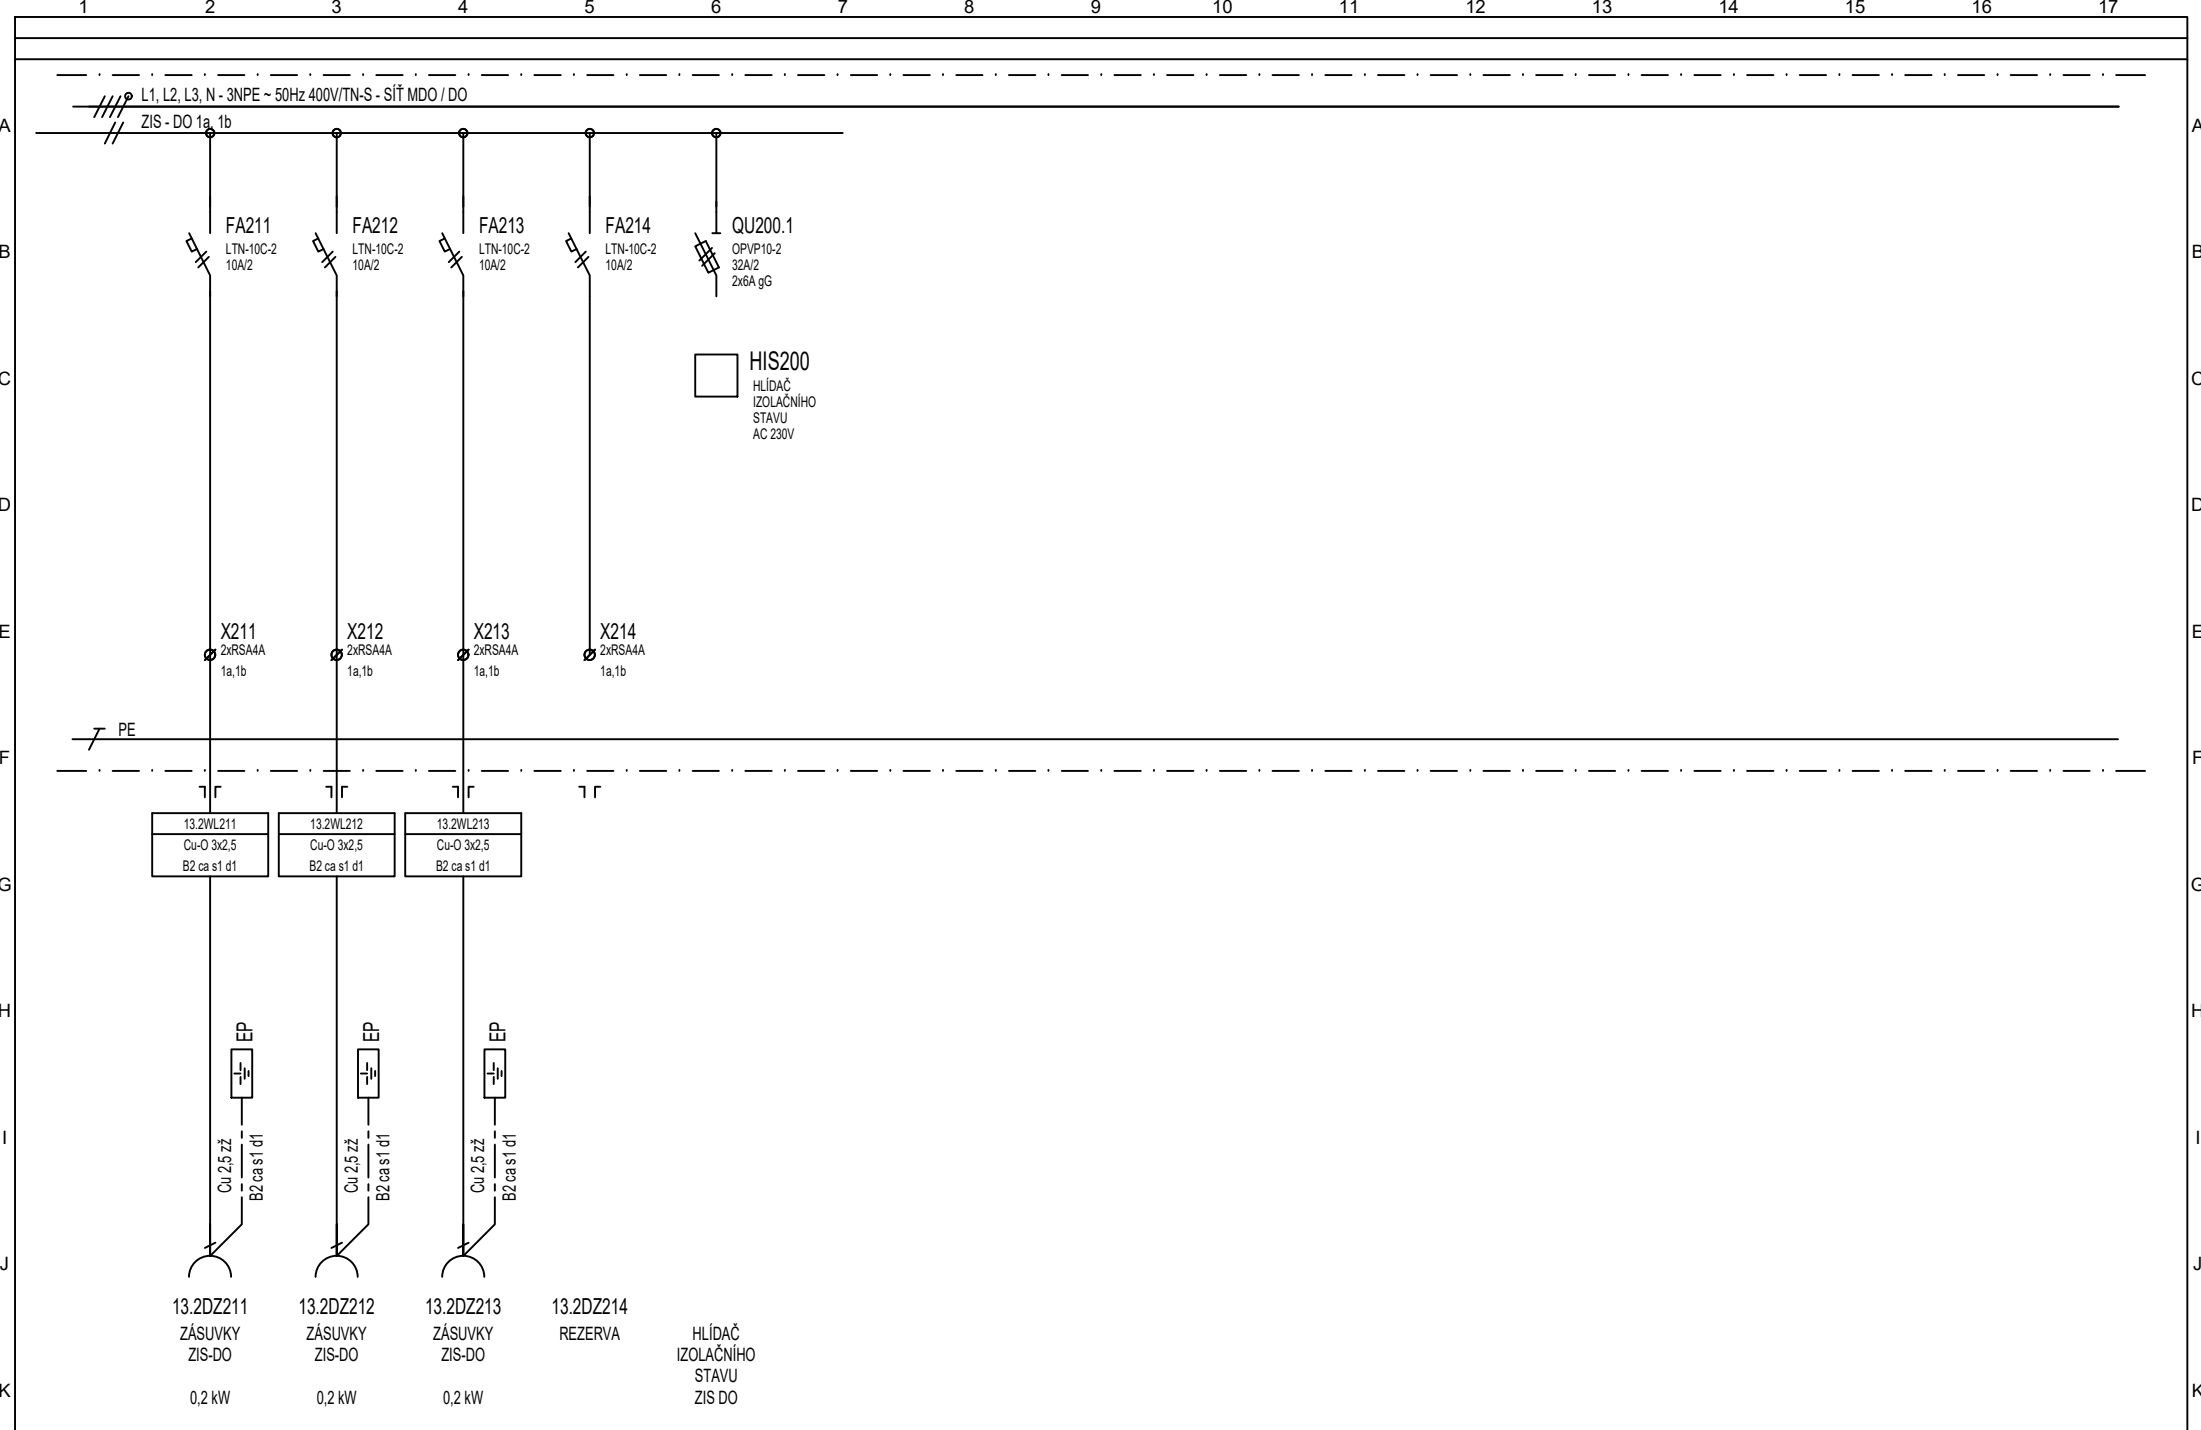 1 2 3 4 5 6 7 8 9 10 11 12 13 14 15 16 17
L1, L2, L3, N - 3NPE ~ 50Hz 400V/TN-S - SÍŤ MDO / DO
A ZIS - DO 1a, 1b A
FA211 FA212 FA213 FA214 QU200.1
B LTN-10C-2 LTN-10C-2 LTN-10C-2 LTN-10C-2 OPVP10-2 B
10A/2 10A/2 10A/2 10A/2 32A/2
2x6A gG
HIS200
C HLÍDAČ C
IZOLAČNÍHO
STAVU
AC 230V
D D
E X211 X212 X213 X214 E
2xRSA4A 2xRSA4A 2xRSA4A 2xRSA4A
1a,1b 1a,1b 1a,1b 1a,1b
PE
F F
13.2WL211 13.2WL212 13.2WL213
Cu-O 3x2,5 Cu-O 3x2,5 Cu-O 3x2,5
B2 ca s1 d1 B2 ca s1 d1 B2 ca s1 d1
G G
H H
EP EP EP
I I
Cu 2,5 zž Cu 2,5 zž Cu 2,5 zž
B2 ca s1 d1 B2 ca s1 d1 B2 ca s1 d1
J J
13.2DZ211 13.2DZ212 13.2DZ213 13.2DZ214
ZÁSUVKY ZÁSUVKY ZÁSUVKY REZERVA HLÍDAČ
ZIS-DO ZIS-DO ZIS-DO IZOLAČNÍHO
STAVU
K 0,2 kW 0,2 kW 0,2 kW ZIS DO K